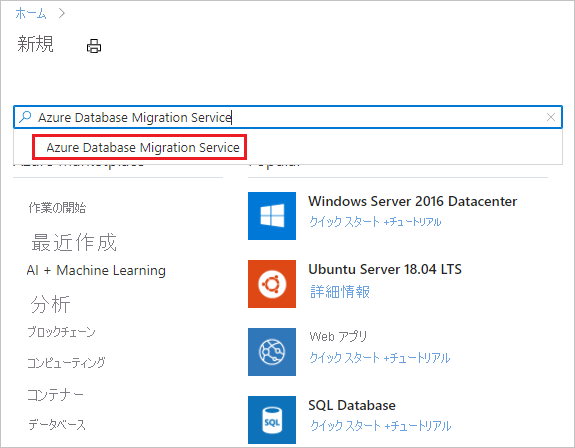 ホーム >
新規
Azure Database Migration Service
Azure Database Migration Service
Azure Marketplace
Popular
作業の開始
最近作成
AI + Machine Learning
分析
ブロックチェーン
コンピューティング
コンテナー
データベース
Windows Server 2016 Datacenter
クイック スタート +チュートリアル
Ubuntu Server 18.04 LTS
詳細情報
Web アプリ
クイック スタート +チュートリアル
SQL Database
クイック スタート +チュートリアル
SQL